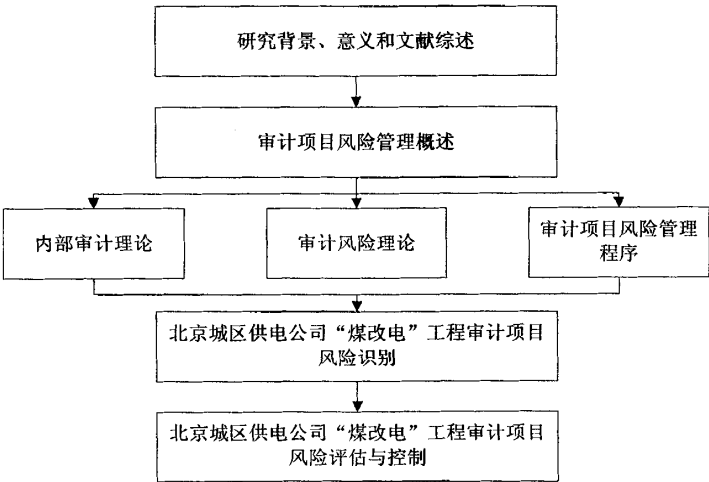 研究背景、意义和文献综述
审计项目风险管理概述
内部审计理论
审计风险理论
审计项目风险管理
程序
北京城区供电公司“煤改电”工程审计项目
风险识别
北京城区供电公司“煤改电”工程审计项目
风险评估与控制